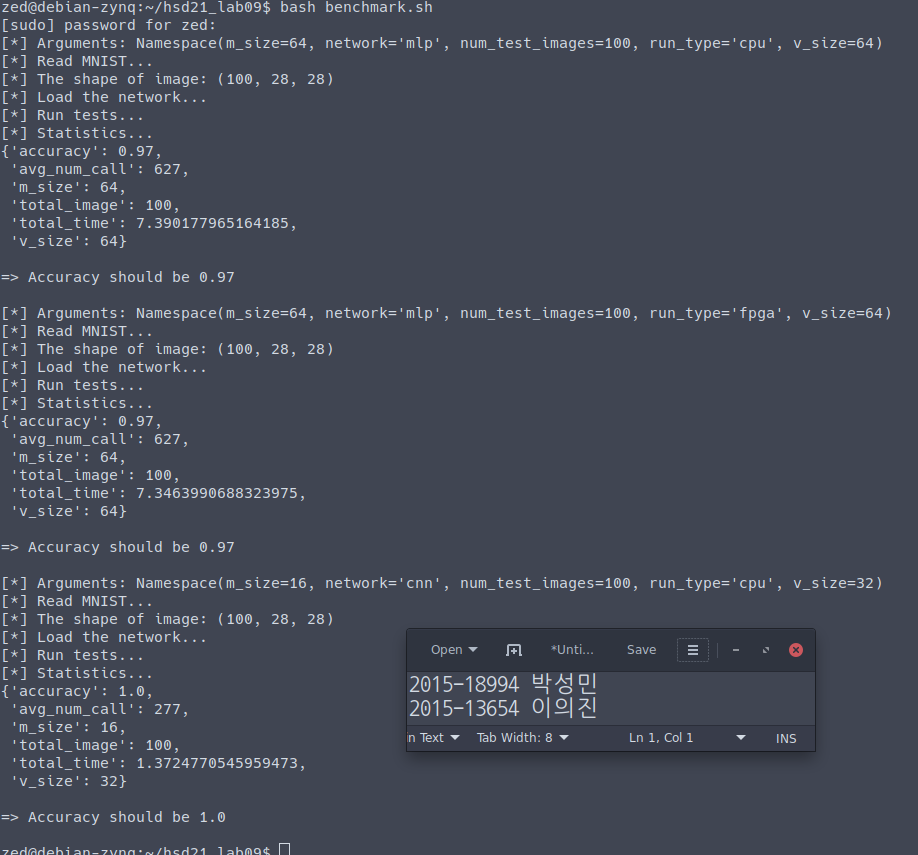 zed@debian-zynq:~/hsd21_lab09$ bash benchmark.sh
[sudo] password for zed:
[*] Arguments: Namespace(m_size=64, network='mlp', num_test_images=100, run_type='cpu', v_size=64)
[*] Read MNIST...
[*] The shape of image: (100, 28, 28)
[*] Load the network...
[*] Run tests...
[*] Statistics...
{'accuracy': 0.97,
 'avg_num_call': 627,
 'm_size': 64,
 'total_image': 100,
 'total_time': 7.390177965164185,
 'v_size': 64}

=> Accuracy should be 0.97

[*] Arguments: Namespace(m_size=64, network='mlp', num_test_images=100, run_type='fpga', v_size=64)
[*] Read MNIST...
[*] The shape of image: (100, 28, 28)
[*] Load the network...
[*] Run tests...
[*] Statistics...
{'accuracy': 0.97,
 'avg_num_call': 627,
 'm_size': 64,
 'total_image': 100,
 'total_time': 7.3463990688323975,
 'v_size': 64}

=> Accuracy should be 0.97

[*] Arguments: Namespace(m_size=16, network='cnn', num_test_images=100, run_type='cpu', v_size=32)
[*] Read MNIST...
[*] The shape of image: (100, 28, 28)
[*] Load the network...
[*] Run tests...
[*] Statistics...
{'accuracy': 1.0,
 'avg_num_call': 277,
 'm_size': 16,
 'total_image': 100,
 'total_time': 1.3724770545959473,
 'v_size': 32}

=> Accuracy should be 1.0

zed@debian-zynq:~/hsd21_lab09$
Open *Unti... Save
2015-18994 박성민
2015-13654 이의진
n Text Tab Width: 8 Ln 1, Col 1 INS